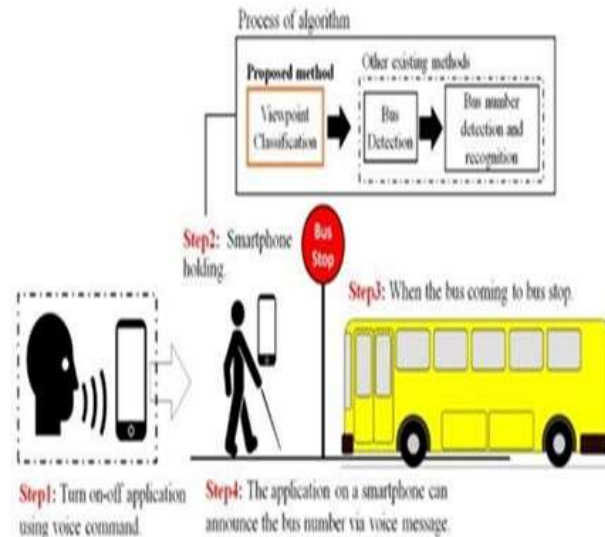 Process of algorithm
Other existing methods
Proposed method
Viewpoint
Classification
Bus
Detection
Bus number
detection and
recognition
Step2: Smartphone
holding.
Bus
Stop
Step3: When the bus coming to bus stop.
Step1: Turn on-off application
using voice command.
Step4: The application on a smartphone can
announce the bus number via voice message.